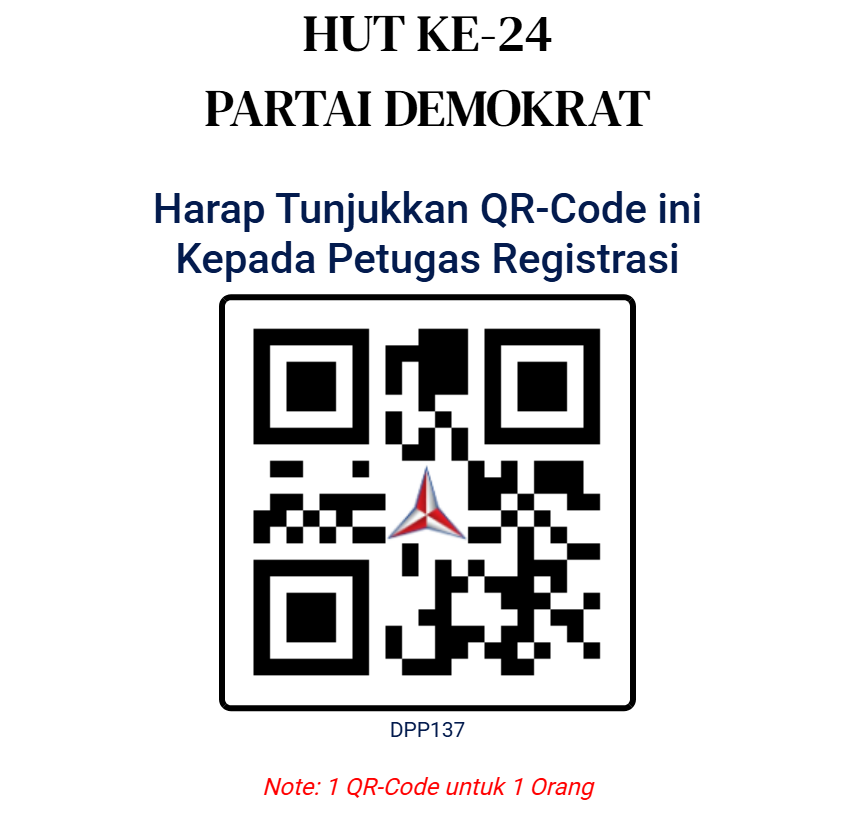 HUT KE-24
PARTAI DEMOKRAT
Harap Tunjukkan QR-Code ini
Kepada Petugas Registrasi
DPP137
Note: 1 QR-Code untuk 1 Orang